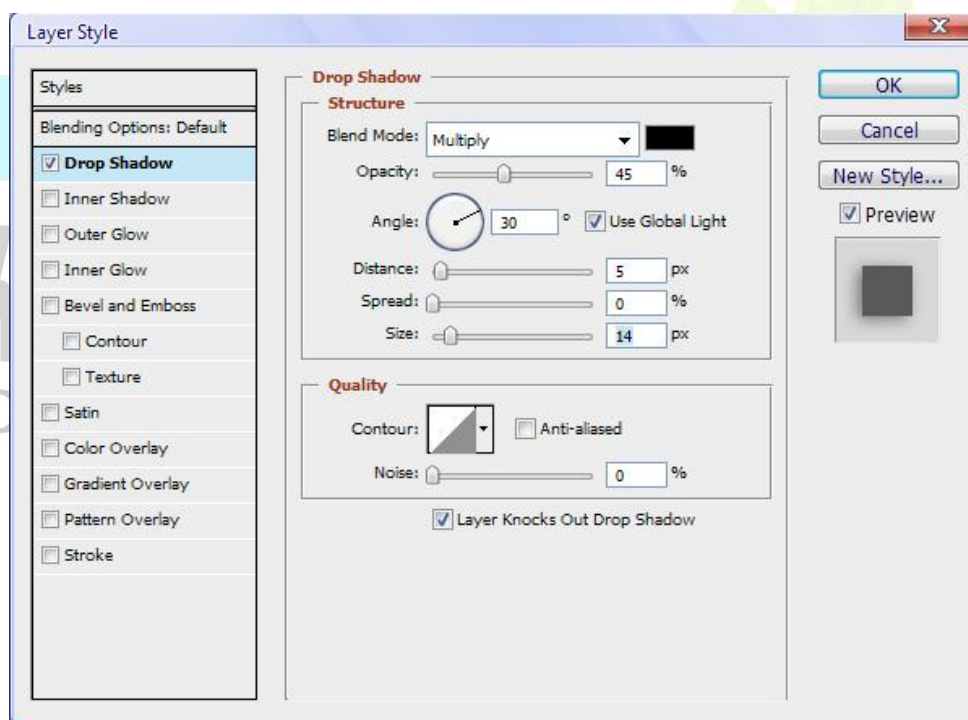 Layer Style
Styles
Blending Options: Default
Drop Shadow
Inner Shadow
Outer Glow
Inner Glow
Bevel and Emboss
Contour
Texture
Satin
Color Overlay
Gradient Overlay
Pattern Overlay
Stroke
Drop Shadow
Structure
Blend Mode: Multiply
Opacity: 45 %
Angle: 30 ° Use Global Light
Distance: 5 px
Spread: 0 %
Size: 14 px
Quality
Contour: Anti-aliased
Noise: 0 %
Layer Knocks Out Drop Shadow
OK
Cancel
New Style...
Preview